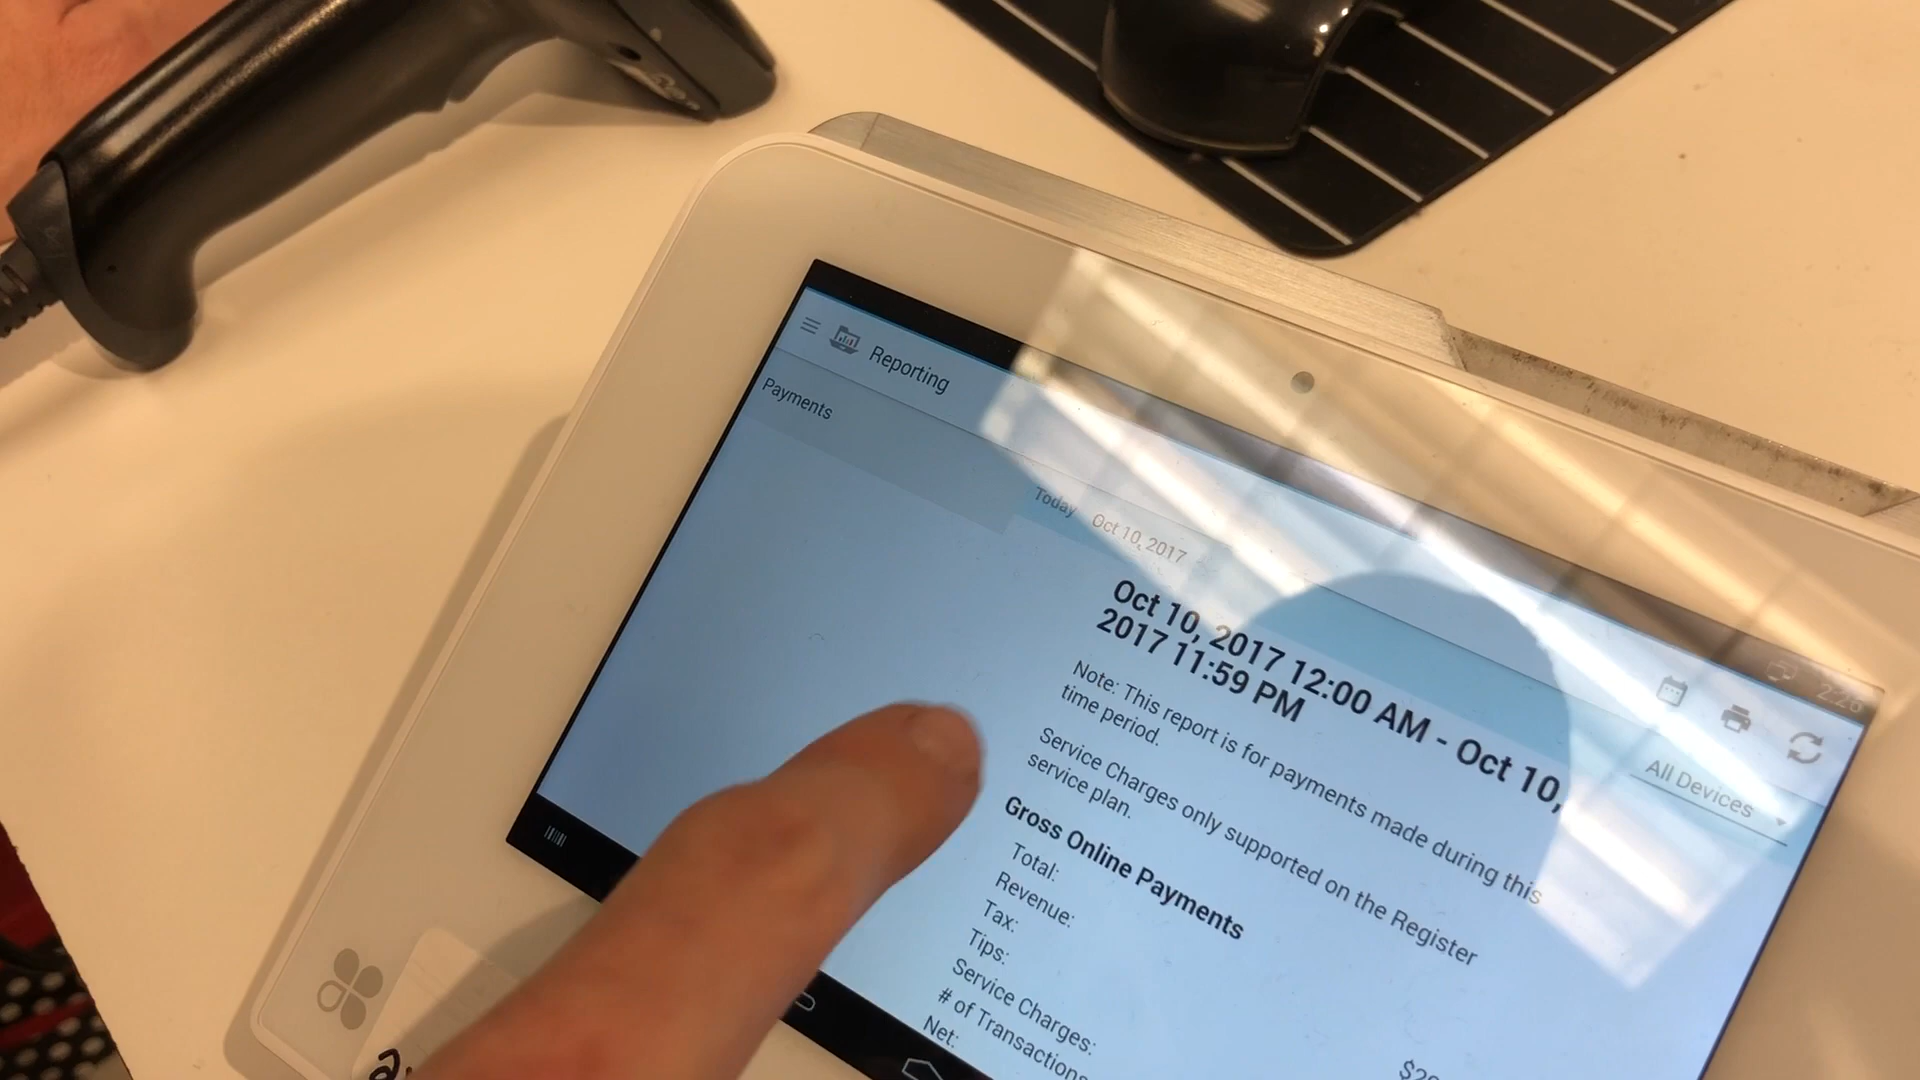 Reporting
Payments
Today Oct 10, 2017
Oct 10, 2017 12:00 AM - Oct 10,
2017 11:59 PM
All Devices
Note: This report is for payments made during this
time period.
Service Charges only supported on the Register
service plan.
Gross Online Payments
Total:
Revenue:
Tax:
Tips:
Service Charges:
# of Transactions
Net: